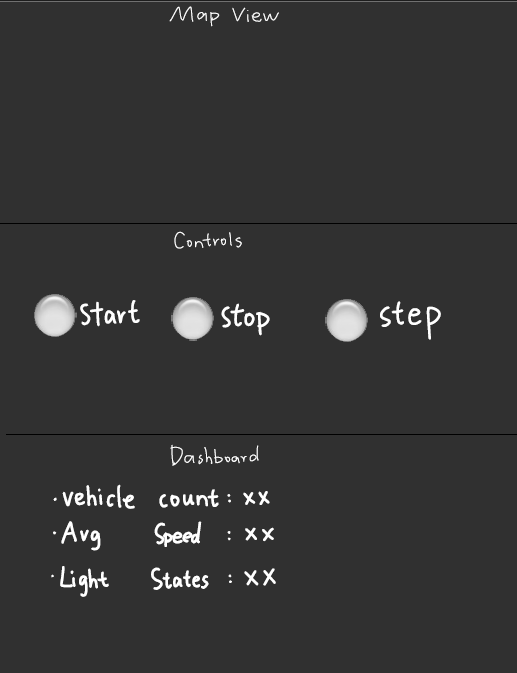 Map View
Controls
Start
stop
step
Dashboard
· vehicle count : xx
· Avg Speed : xx
· Light States : xx